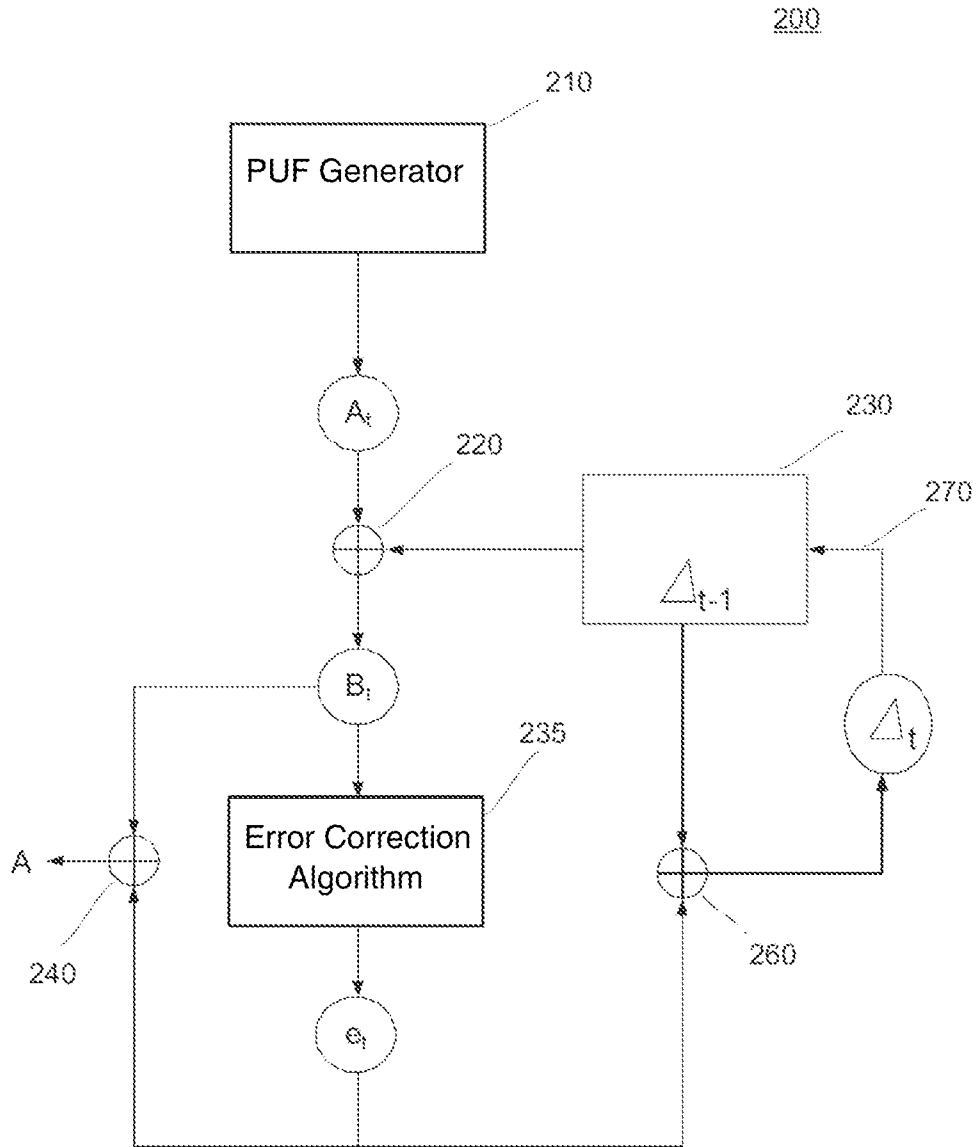 200
210
PUF Generator
At
220
230
270
Δt-1
Bt
Δt
235
Error Correction
Algorithm
A
240
260
et